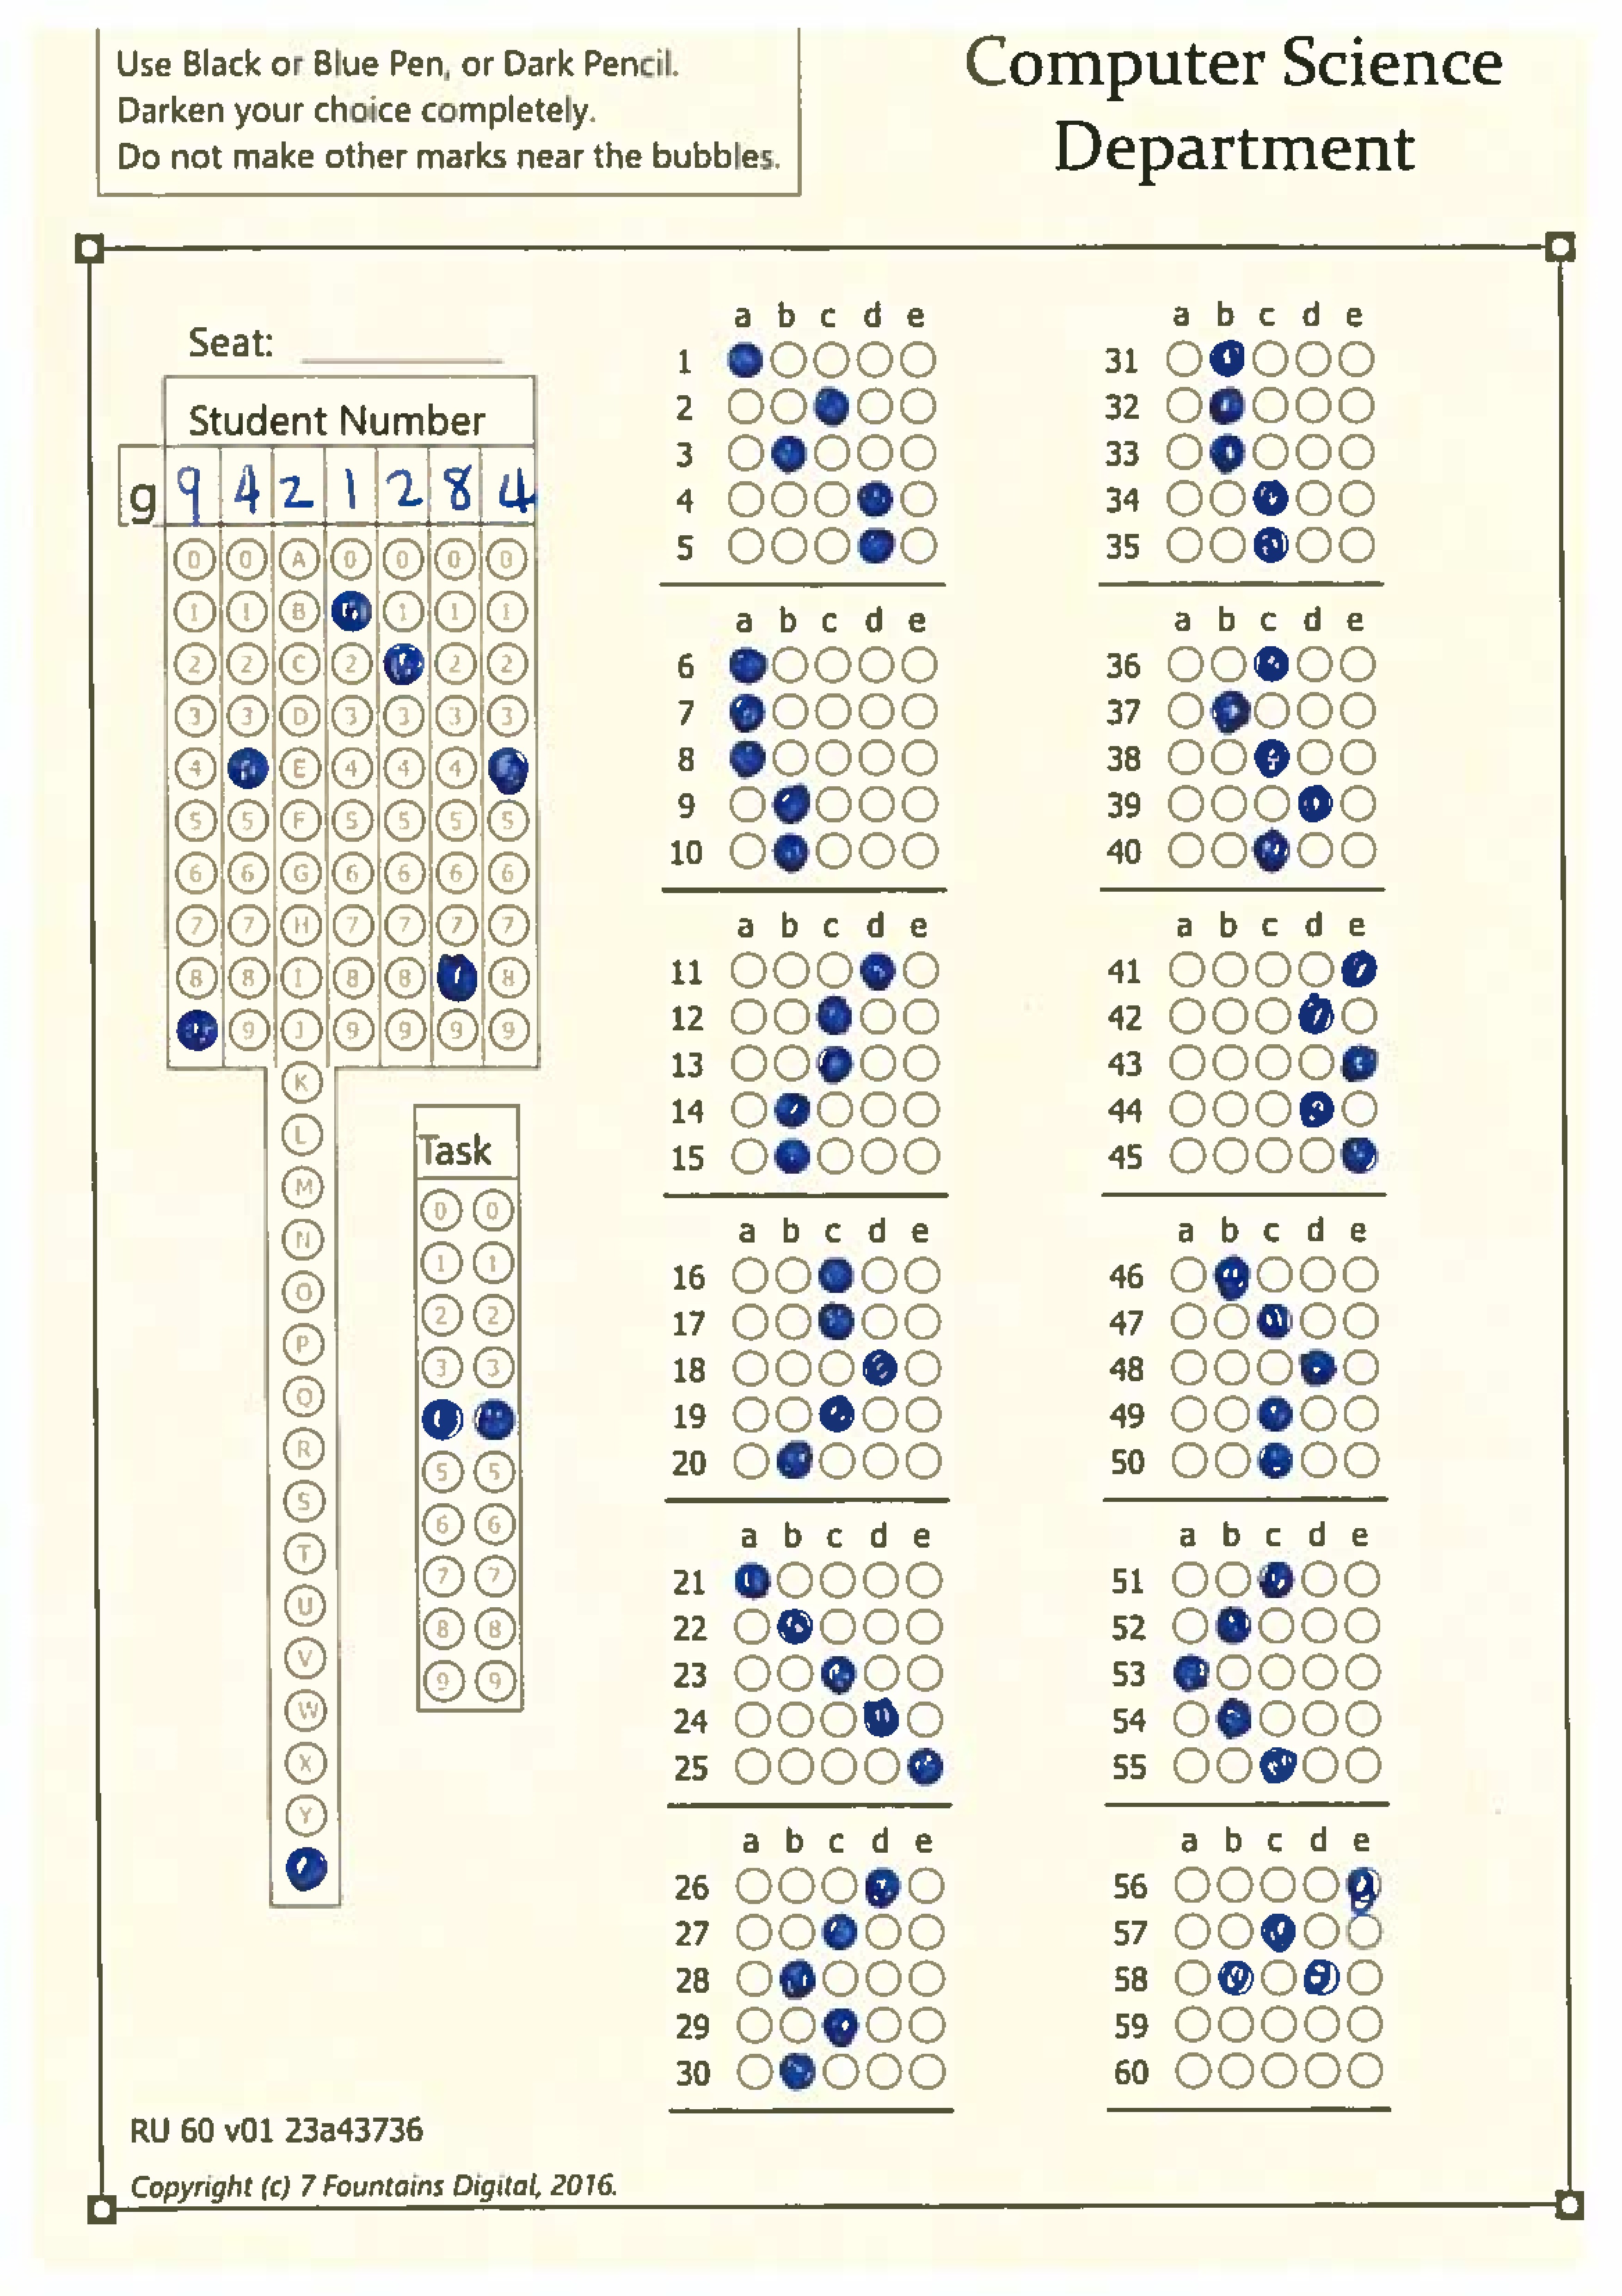 Use Black or Blue Pen, or Dark Pencil.
Darken your choice completely.
Do not make other marks near the bubbles.
Computer Science
Department
Seat:
Student Number
g 9 4 2 1 2 8 4
0 0 A 0 0 0 0
1 1 B 1 1 1
2 2 C 2 2 2
3 3 D 3 3 3 3
4 E 4 4 4
5 5 F 5 5 5 5
6 6 G 6 6 6 6
7 7 H 7 7 7 7
8 8 I 8 8 8
9 J 9 9 9 9
K
L
M
N
O
P
Q
R
S
T
U
V
W
X
Y
Task
0 0
1 1
2 2
3 3
5 5
6 6
7 7
8 8
9 9
a b c d e
1
2
3
4
5
a b c d e
6
7
8
9
10
a b c d e
11
12
13
14
15
a b c d e
16
17
18
19
20
a b c d e
21
22
23
24
25
a b c d e
26
27
28
29
30
a b c d e
31
32
33
34
35
a b c d e
36
37
38
39
40
a b c d e
41
42
43
44
45
a b c d e
46
47
48
49
50
a b c d e
51
52
53
54
55
a b c d e
56
57
58
59
60
RU 60 v01 23a43736
Copyright (c) 7 Fountains Digital, 2016.